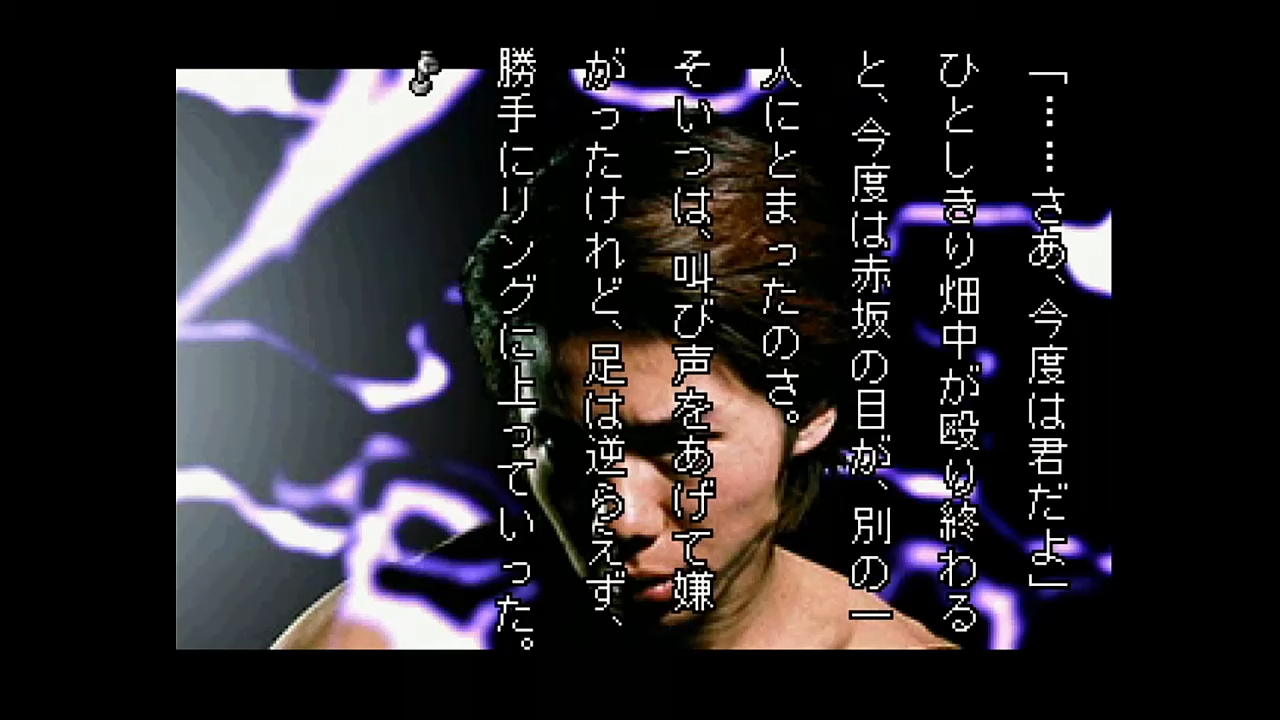 「……さあ、今度は君だよ」
ひとしきり畑中が殴り終わる
と、今度は赤坂の目が、別の一
人にとまったのさ。
そいつは、叫び声をあげて嫌
がったけれど、足は逆らえず、
勝手にリングに上っていった。